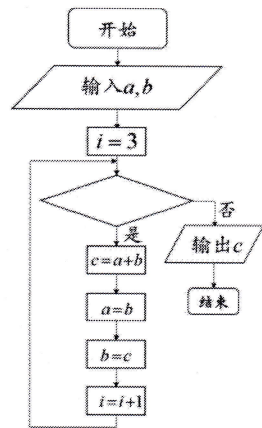 开始
输入a,b
i=3
否
是
c=a+b
输出c
a=b
结束
b=c
i=i+1